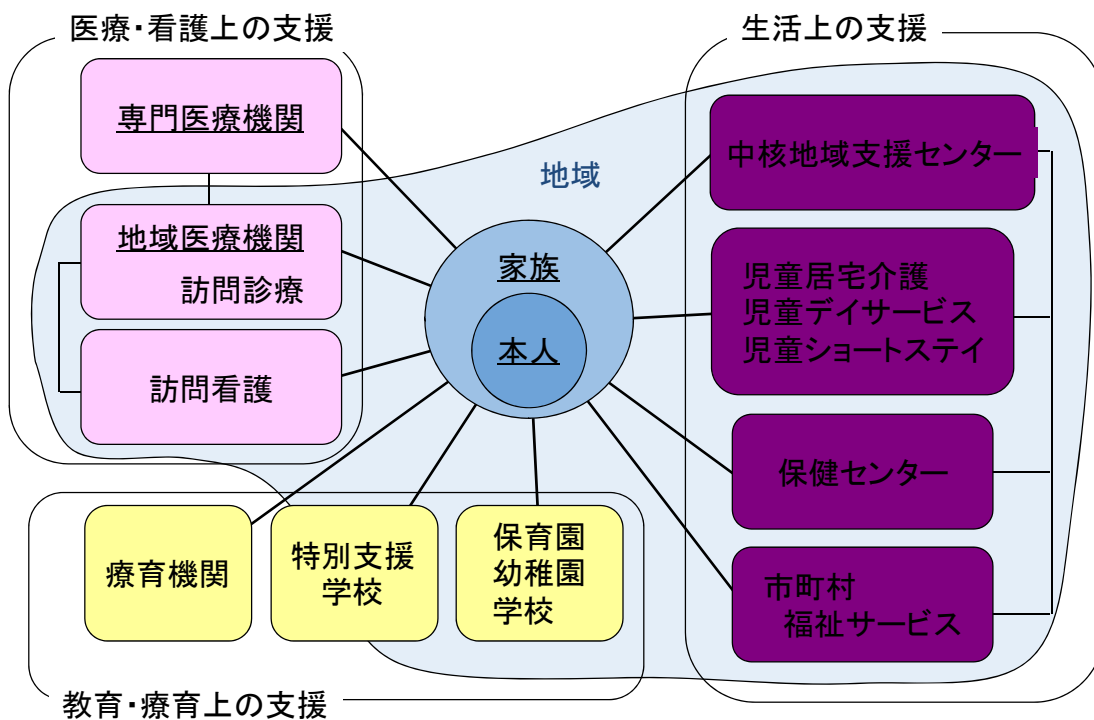 医療・看護上の支援
専門医療機関
地域医療機関
訪問診療
訪問看護
地域
家族
本人
生活上の支援
中核地域支援センター
児童居宅介護
児童デイサービス
児童ショートステイ
保健センター
市町村
福祉サービス
療育機関
特別支援
学校
保育園
幼稚園
学校
教育・療育上の支援